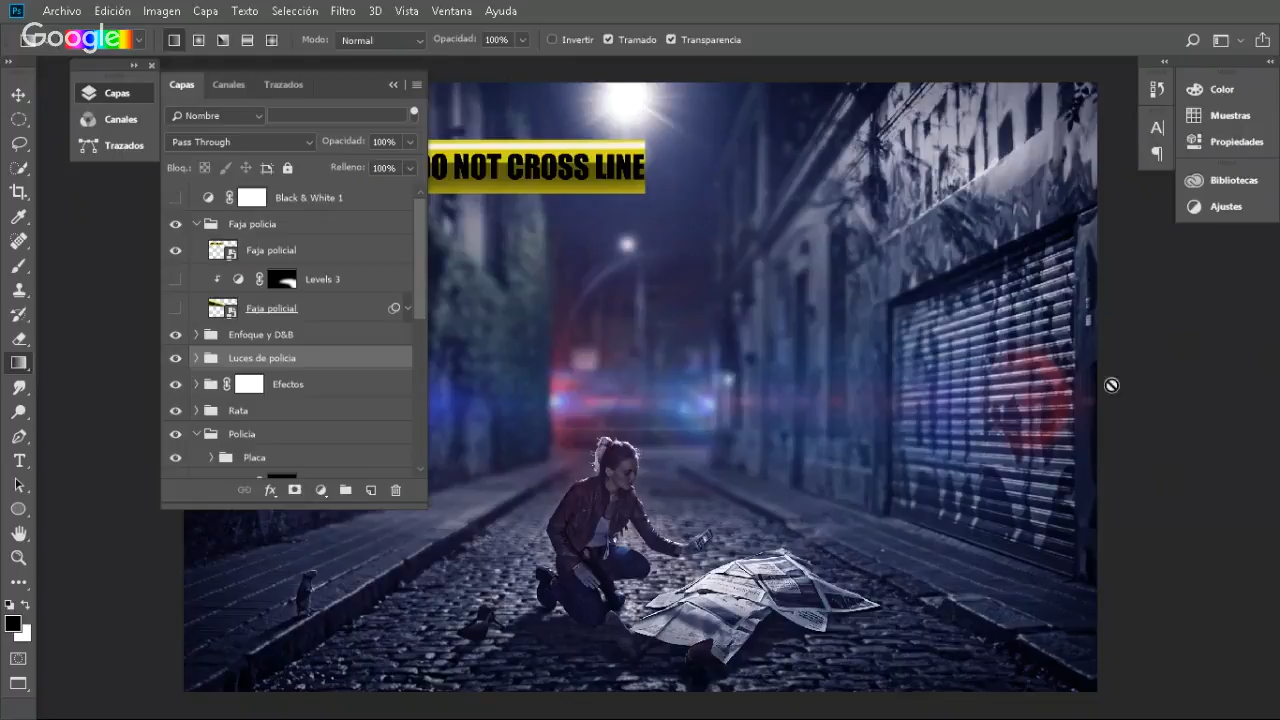 Ps Archivo Edición Imagen Capa Texto Selección Filtro 3D Vista Ventana Ayuda
Google
Modo: Normal Opacidad: 100% Invertir Tramado Transparencia
Capas
Canales
Trazados
Capas Canales Trazados
Nombre
Pass Through Opacidad: 100%
Bloq.: Relleno: 100%
Black & White 1
Faja policia
Faja policial
Levels 3
Faja policial
Enfoque y D&B
Luces de policia
Efectos
Rata
Policia
Placa
fx
DO NOT CROSS LINE
Color
Muestras
Propiedades
Bibliotecas
Ajustes